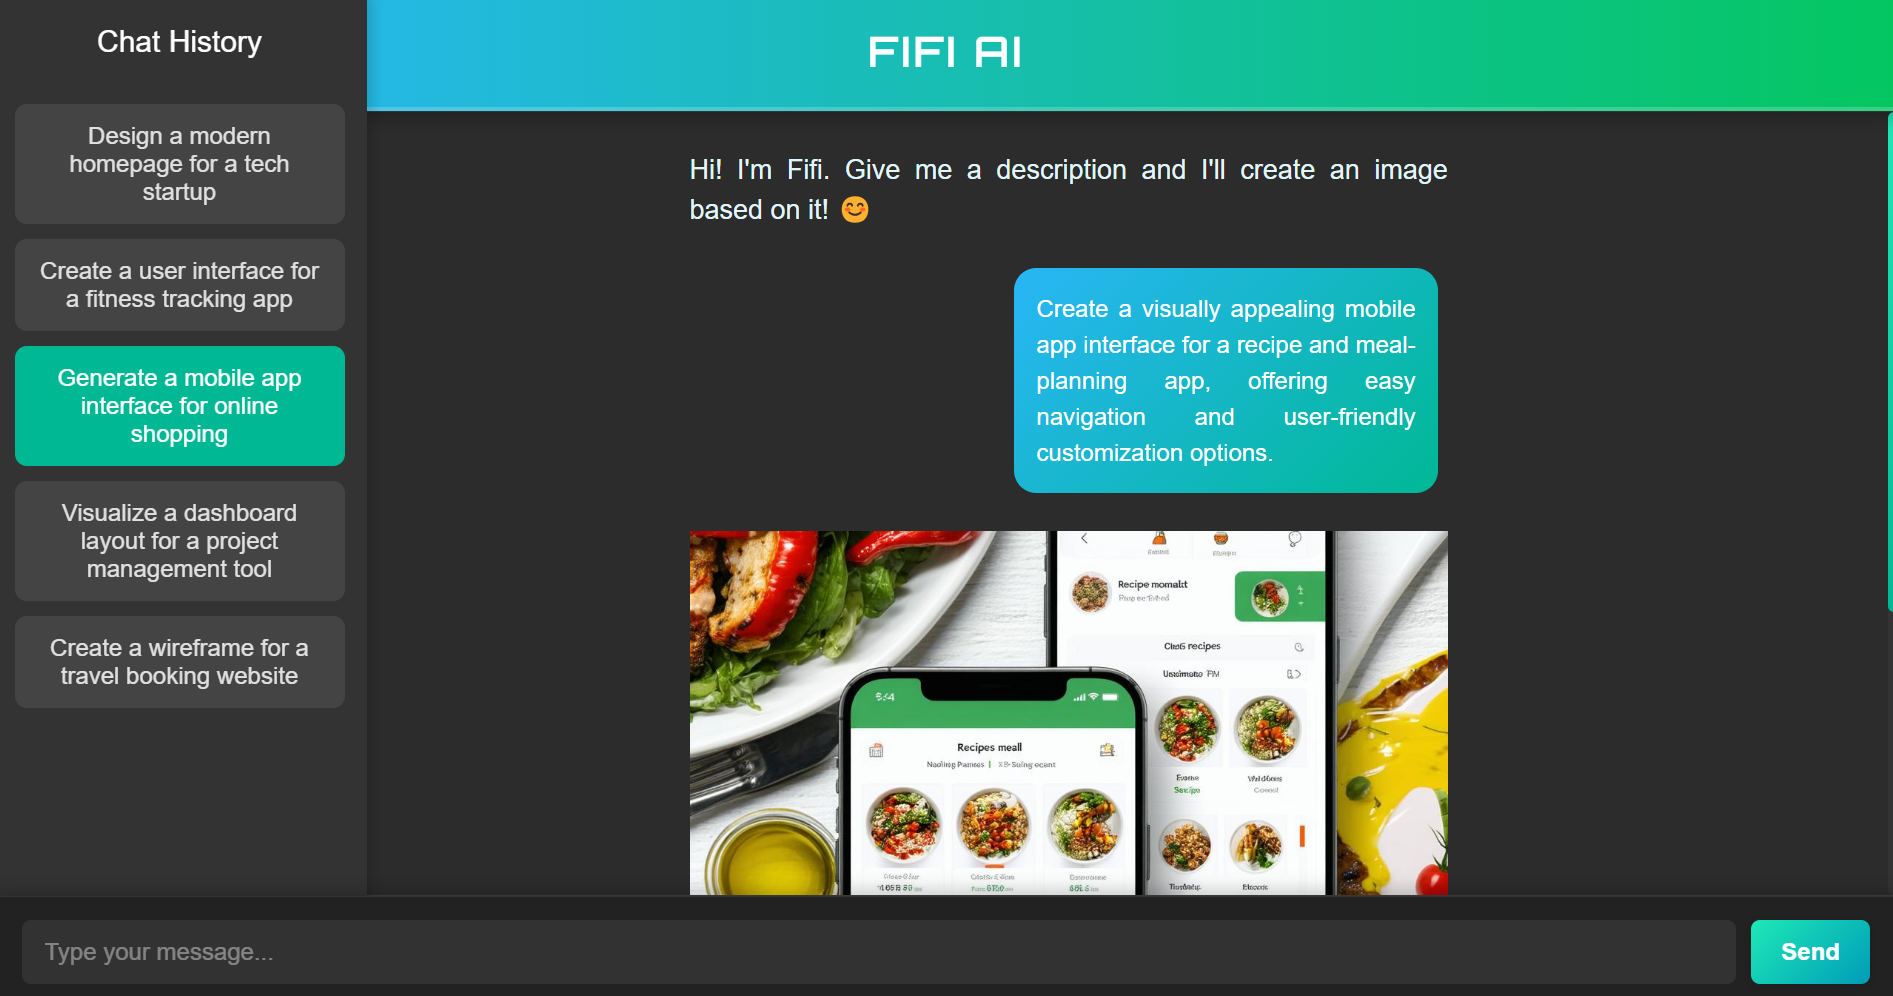 Chat History
Design a modern
homepage for a tech
startup
Create a user interface for
a fitness tracking app
Generate a mobile app
interface for online
shopping
Visualize a dashboard
layout for a project
management tool
Create a wireframe for a
travel booking website
FIFI AI
Hi! I'm Fifi. Give me a description and I'll create an image
based on it! 😊
Create a visually appealing mobile
app interface for a recipe and meal-
planning app, offering easy
navigation and user-friendly
customization options.
Recipe
recipes
Recipes meall
Type your message...
Send